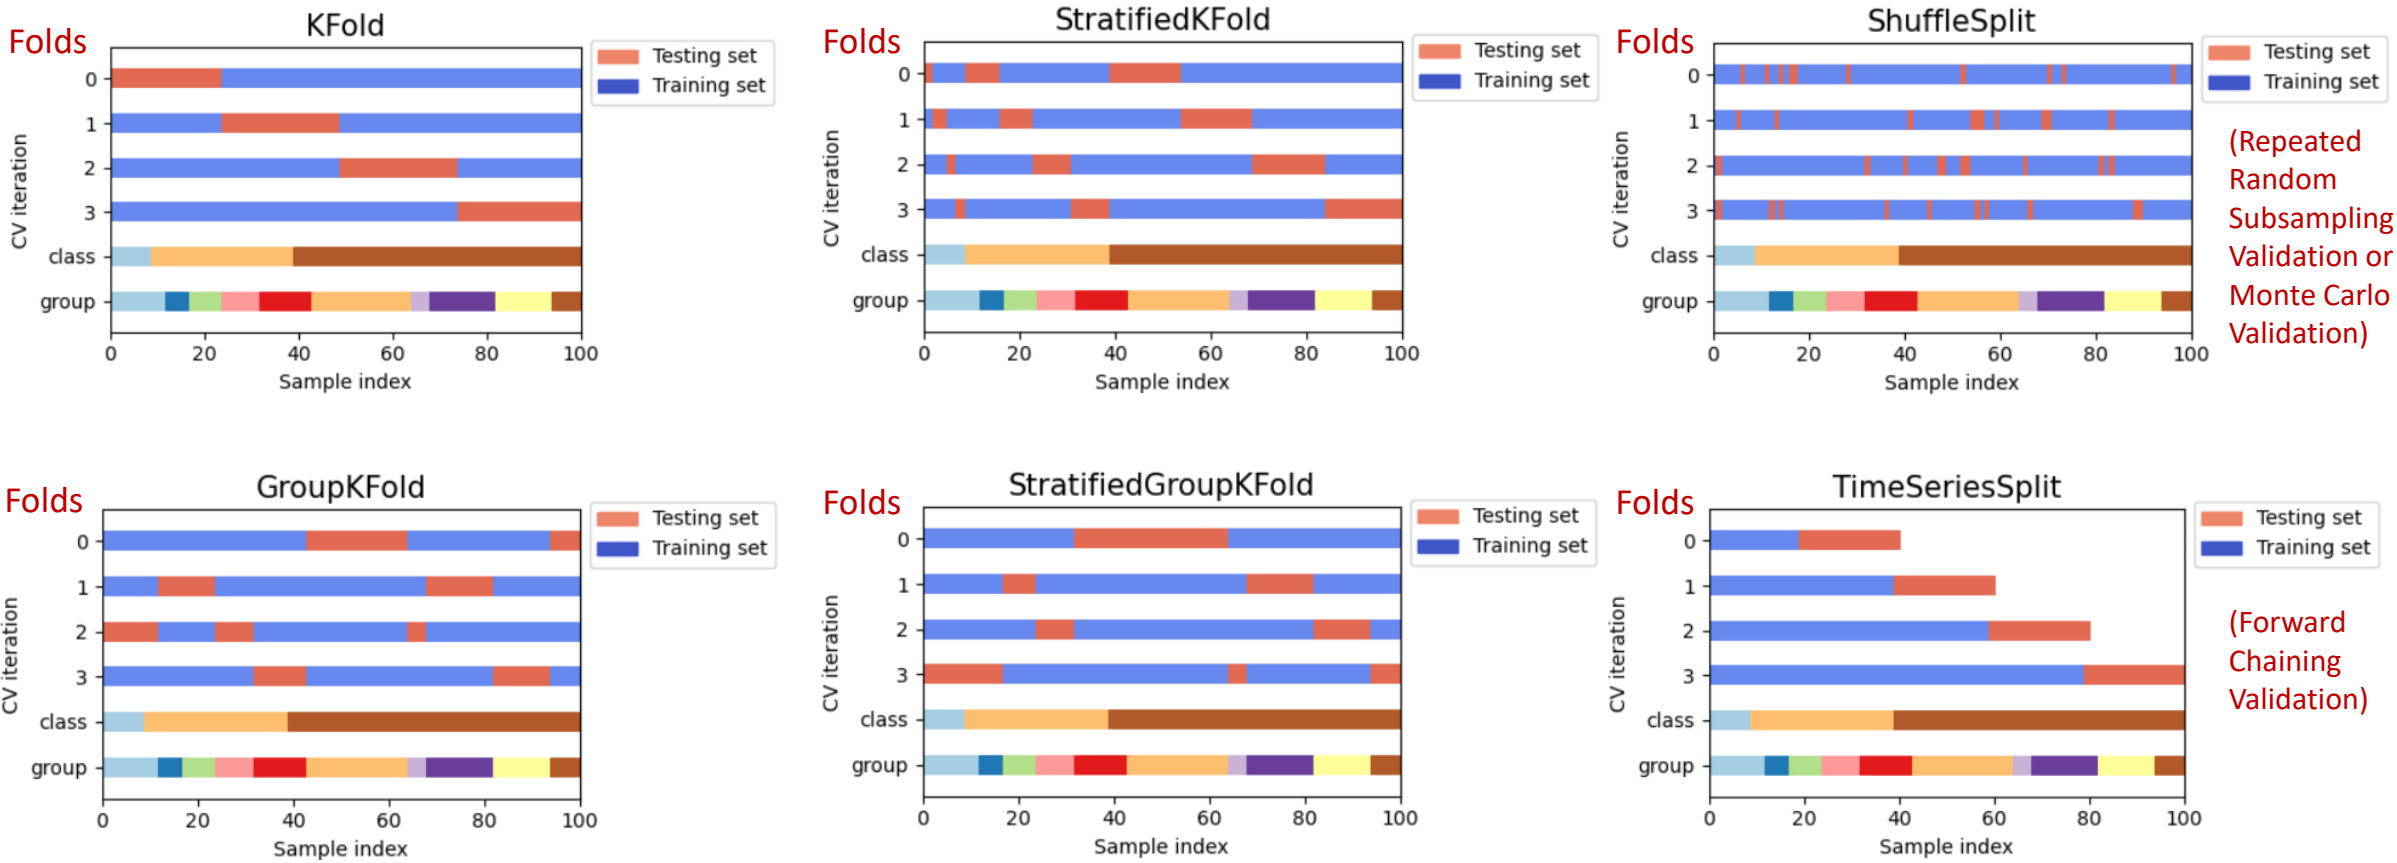 Folds
KFold
Testing set
Training set
0
1
2
3
class
group
CV iteration
0 20 40 60 80 100
Sample index
Folds
StratifiedKFold
Testing set
Training set
0
1
2
3
class
group
CV iteration
0 20 40 60 80 100
Sample index
Folds
ShuffleSplit
Testing set
Training set
0
1
2
3
class
group
CV iteration
0 20 40 60 80 100
Sample index
(Repeated
Random
Subsampling
Validation or
Monte Carlo
Validation)
Folds
GroupKFold
Testing set
Training set
0
1
2
3
class
group
CV iteration
0 20 40 60 80 100
Sample index
Folds
StratifiedGroupKFold
Testing set
Training set
0
1
2
3
class
group
CV iteration
0 20 40 60 80 100
Sample index
Folds
TimeSeriesSplit
Testing set
Training set
0
1
2
3
class
group
CV iteration
0 20 40 60 80 100
Sample index
(Forward
Chaining
Validation)